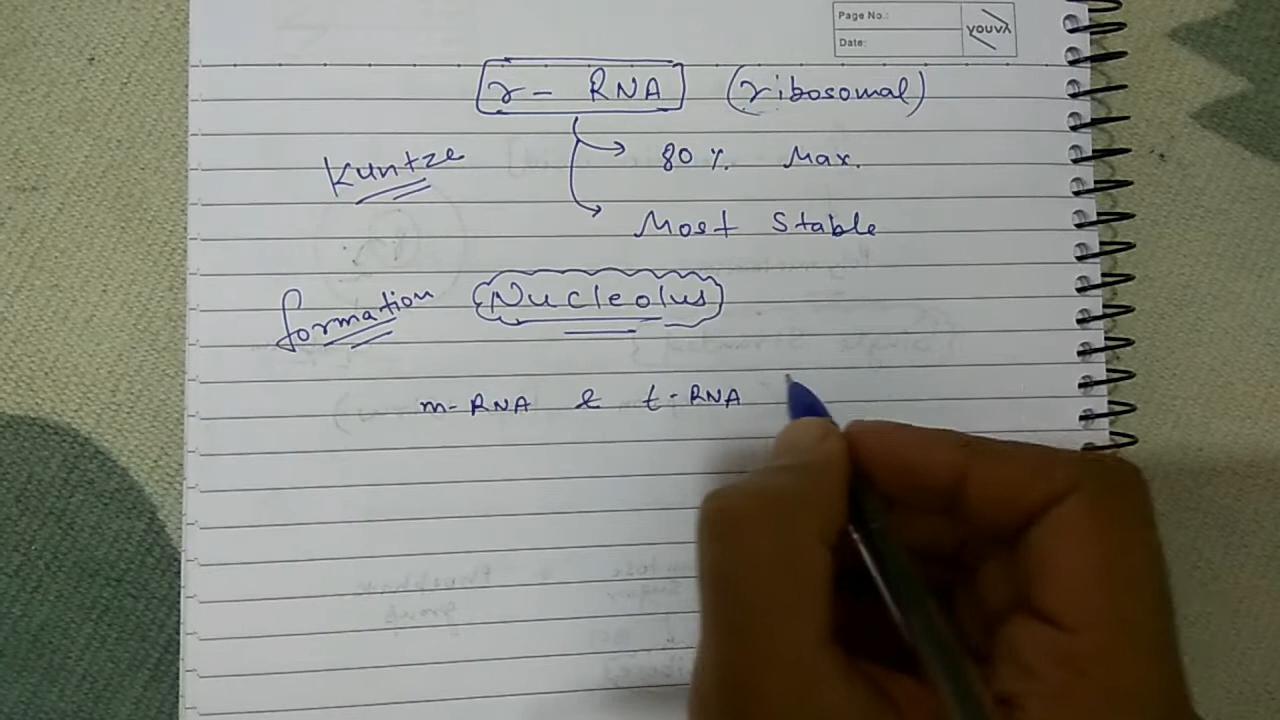 Page No.:
youva
Date:
r - RNA (ribosomal)
80 % Max.
Kuntze
Most Stable
formation Nucleolus
m-RNA & t-RNA